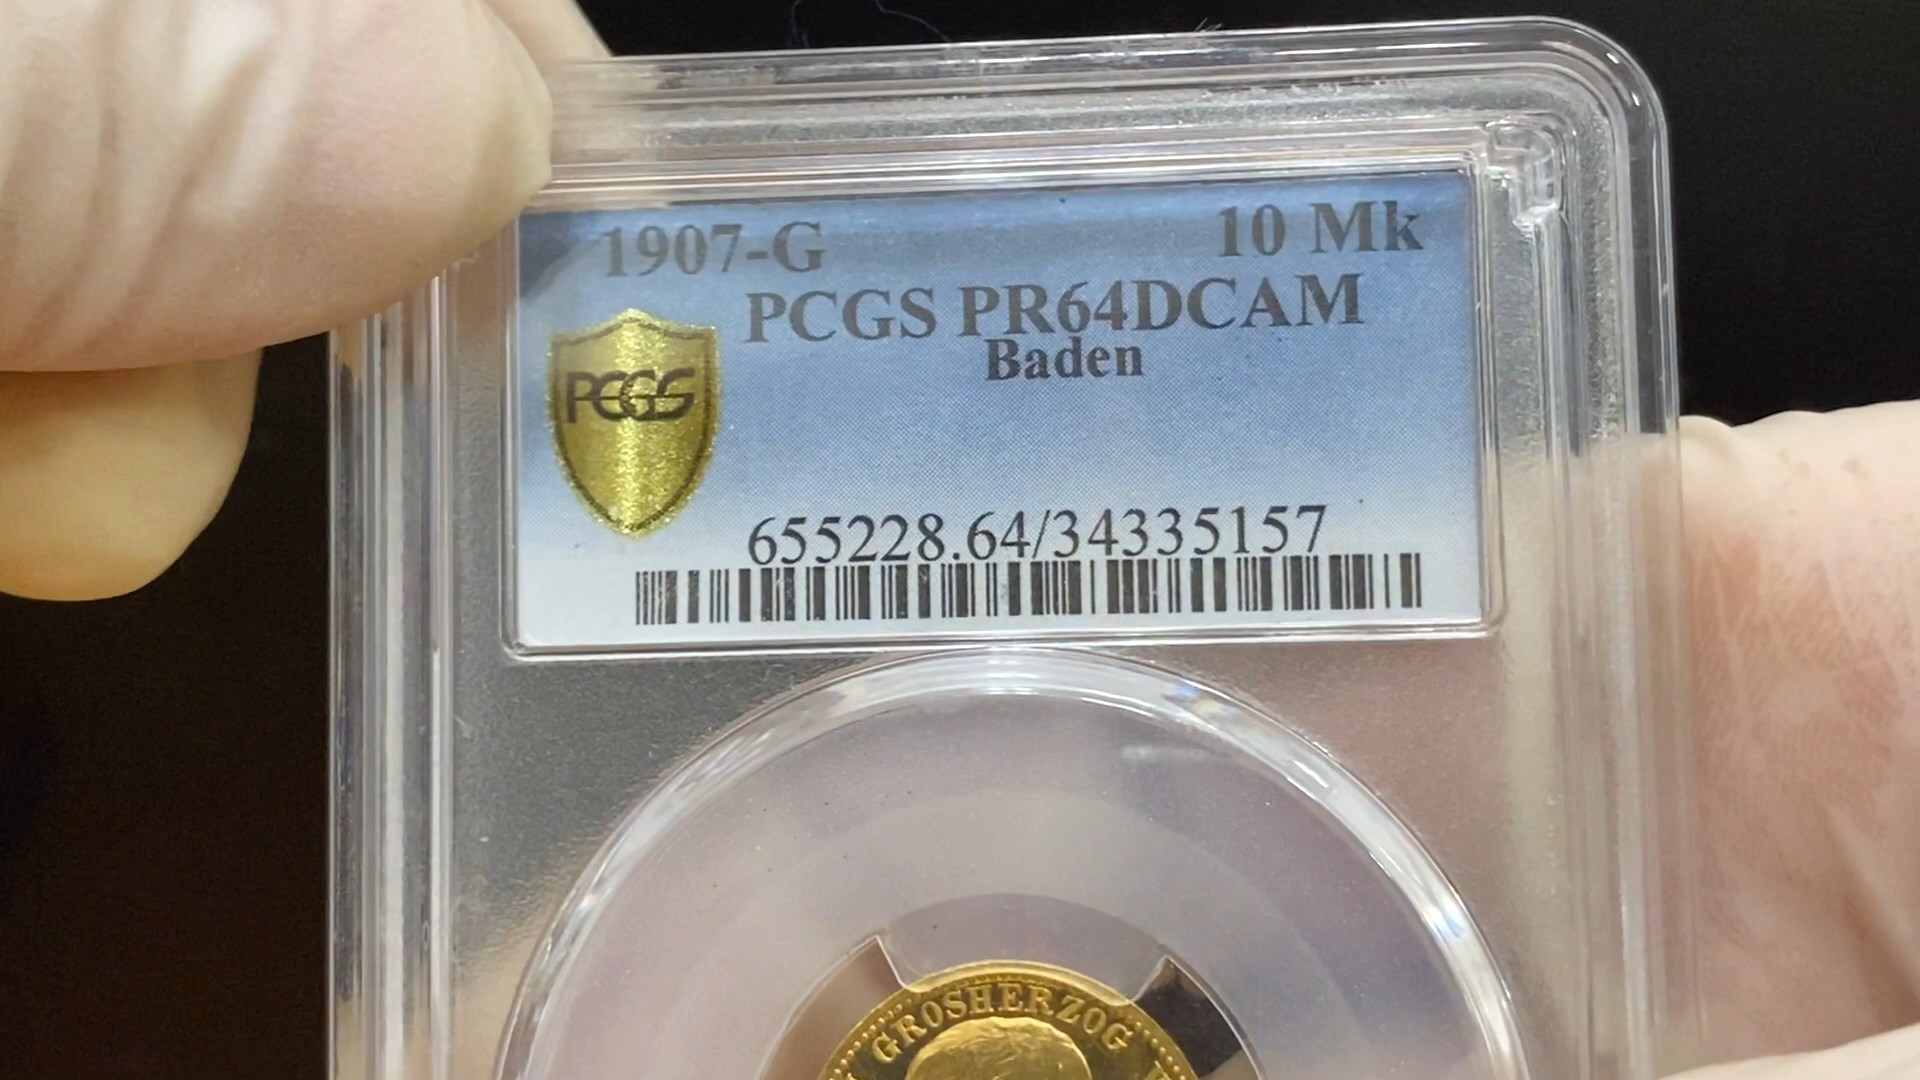 1907-G 10 Mk
PCGS PR64DCAM
Baden
PCGS
655228.64/34335157
GROSHERZOG